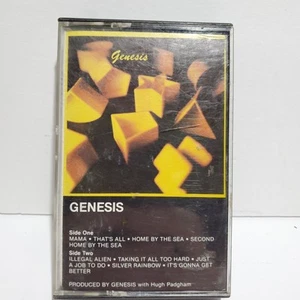 Genesis
GENESIS
Side One
MAMA • THAT'S ALL • HOME BY THE SEA • SECOND
HOME BY THE SEA
Side Two
ILLEGAL ALIEN • TAKING IT ALL TOO HARD • JUST
A JOB TO DO • SILVER RAINBOW • IT'S GONNA GET
BETTER
PRODUCED BY GENESIS with Hugh Padgham